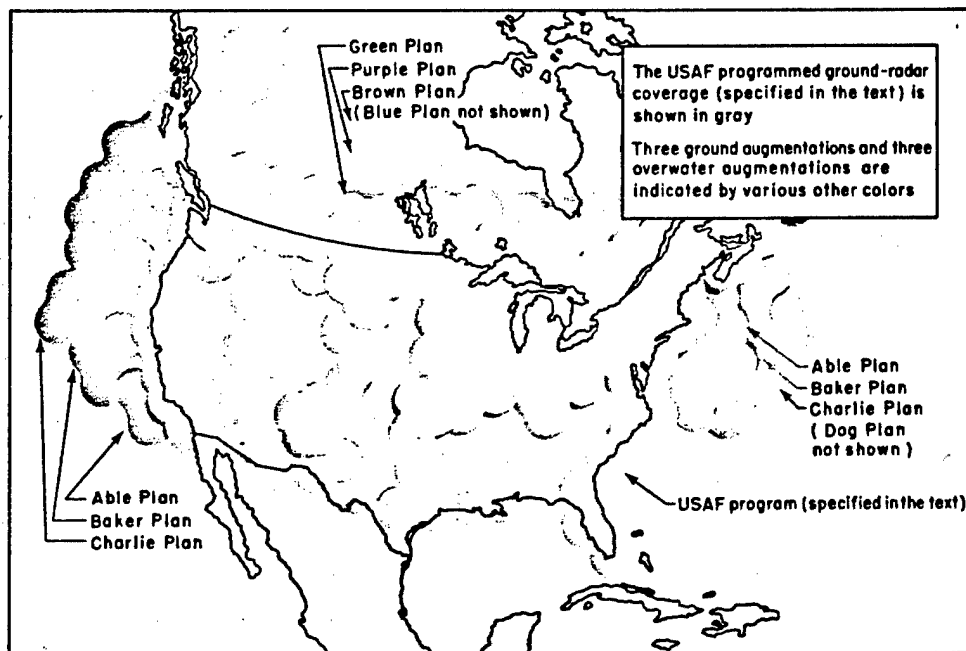 Green Plan
Purple Plan
Brown Plan
(Blue Plan not shown)
The USAF programmed ground-radar
coverage (specified in the text) is
shown in gray
Three ground augmentations and three
overwater augmentations are
indicated by various other colors
Able Plan
Baker Plan
Charlie Plan
( Dog Plan
not shown )
USAF program (specified in the text)
Able Plan
Baker Plan
Charlie Plan